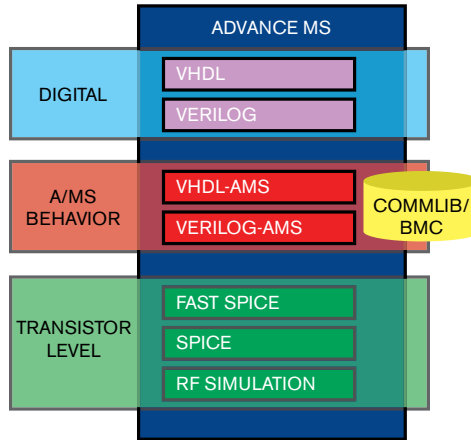 ADVANCE MS
DIGITAL
VHDL
VERILOG
A/MS
BEHAVIOR
VHDL-AMS
VERILOG-AMS
COMMLIB/
BMC
TRANSISTOR
LEVEL
FAST SPICE
SPICE
RF SIMULATION